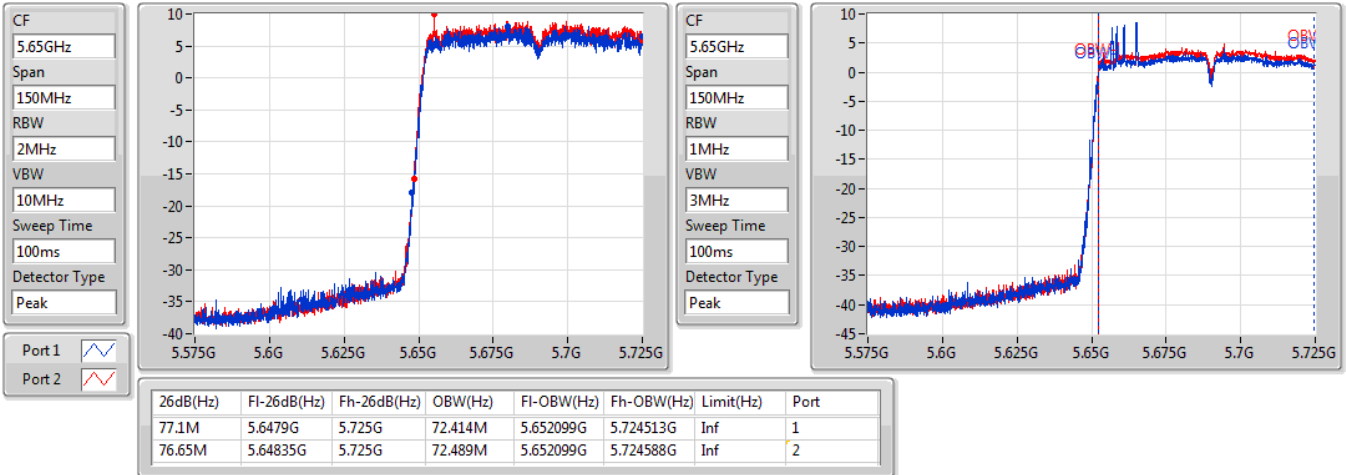 CF
5.65GHz
Span
150MHz
RBW
2MHz
VBW
10MHz
Sweep Time
100ms
Detector Type
Peak
Port 1
Port 2
10
5
0
-5
-10
-15
-20
-25
-30
-35
-40
5.575G 5.6G 5.625G 5.65G 5.675G 5.7G 5.725G
CF
5.65GHz
Span
150MHz
RBW
1MHz
VBW
3MHz
Sweep Time
100ms
Detector Type
Peak
10
5
0
-5
-10
-15
-20
-25
-30
-35
-40
-45
5.575G 5.6G 5.625G 5.65G 5.675G 5.7G 5.725G
26dB(Hz) Fl-26dB(Hz) Fh-26dB(Hz) OBW(Hz) Fl-OBW(Hz) Fh-OBW(Hz) Limit(Hz) Port
77.1M 5.6479G 5.725G 72.414M 5.652099G 5.724513G Inf 1
76.65M 5.64835G 5.725G 72.489M 5.652099G 5.724588G Inf 2